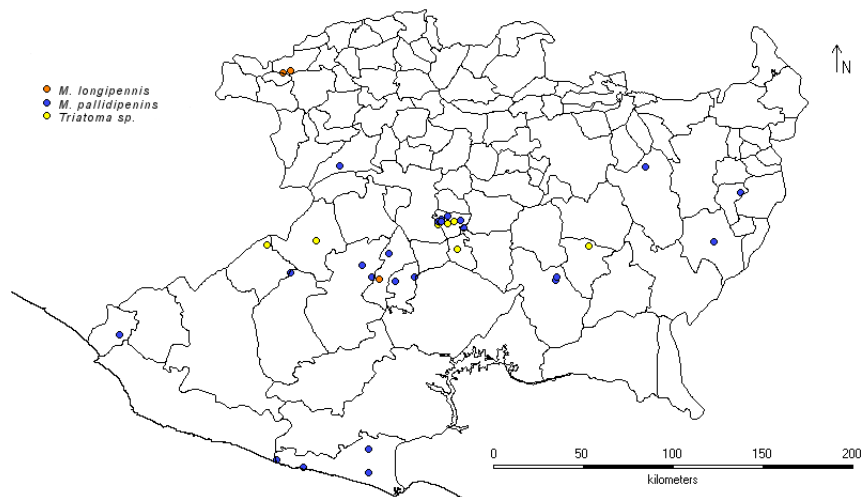 N
M. longipennis
M. pallidipenins
Triatoma sp.
0 50 100 150 200
kilometers